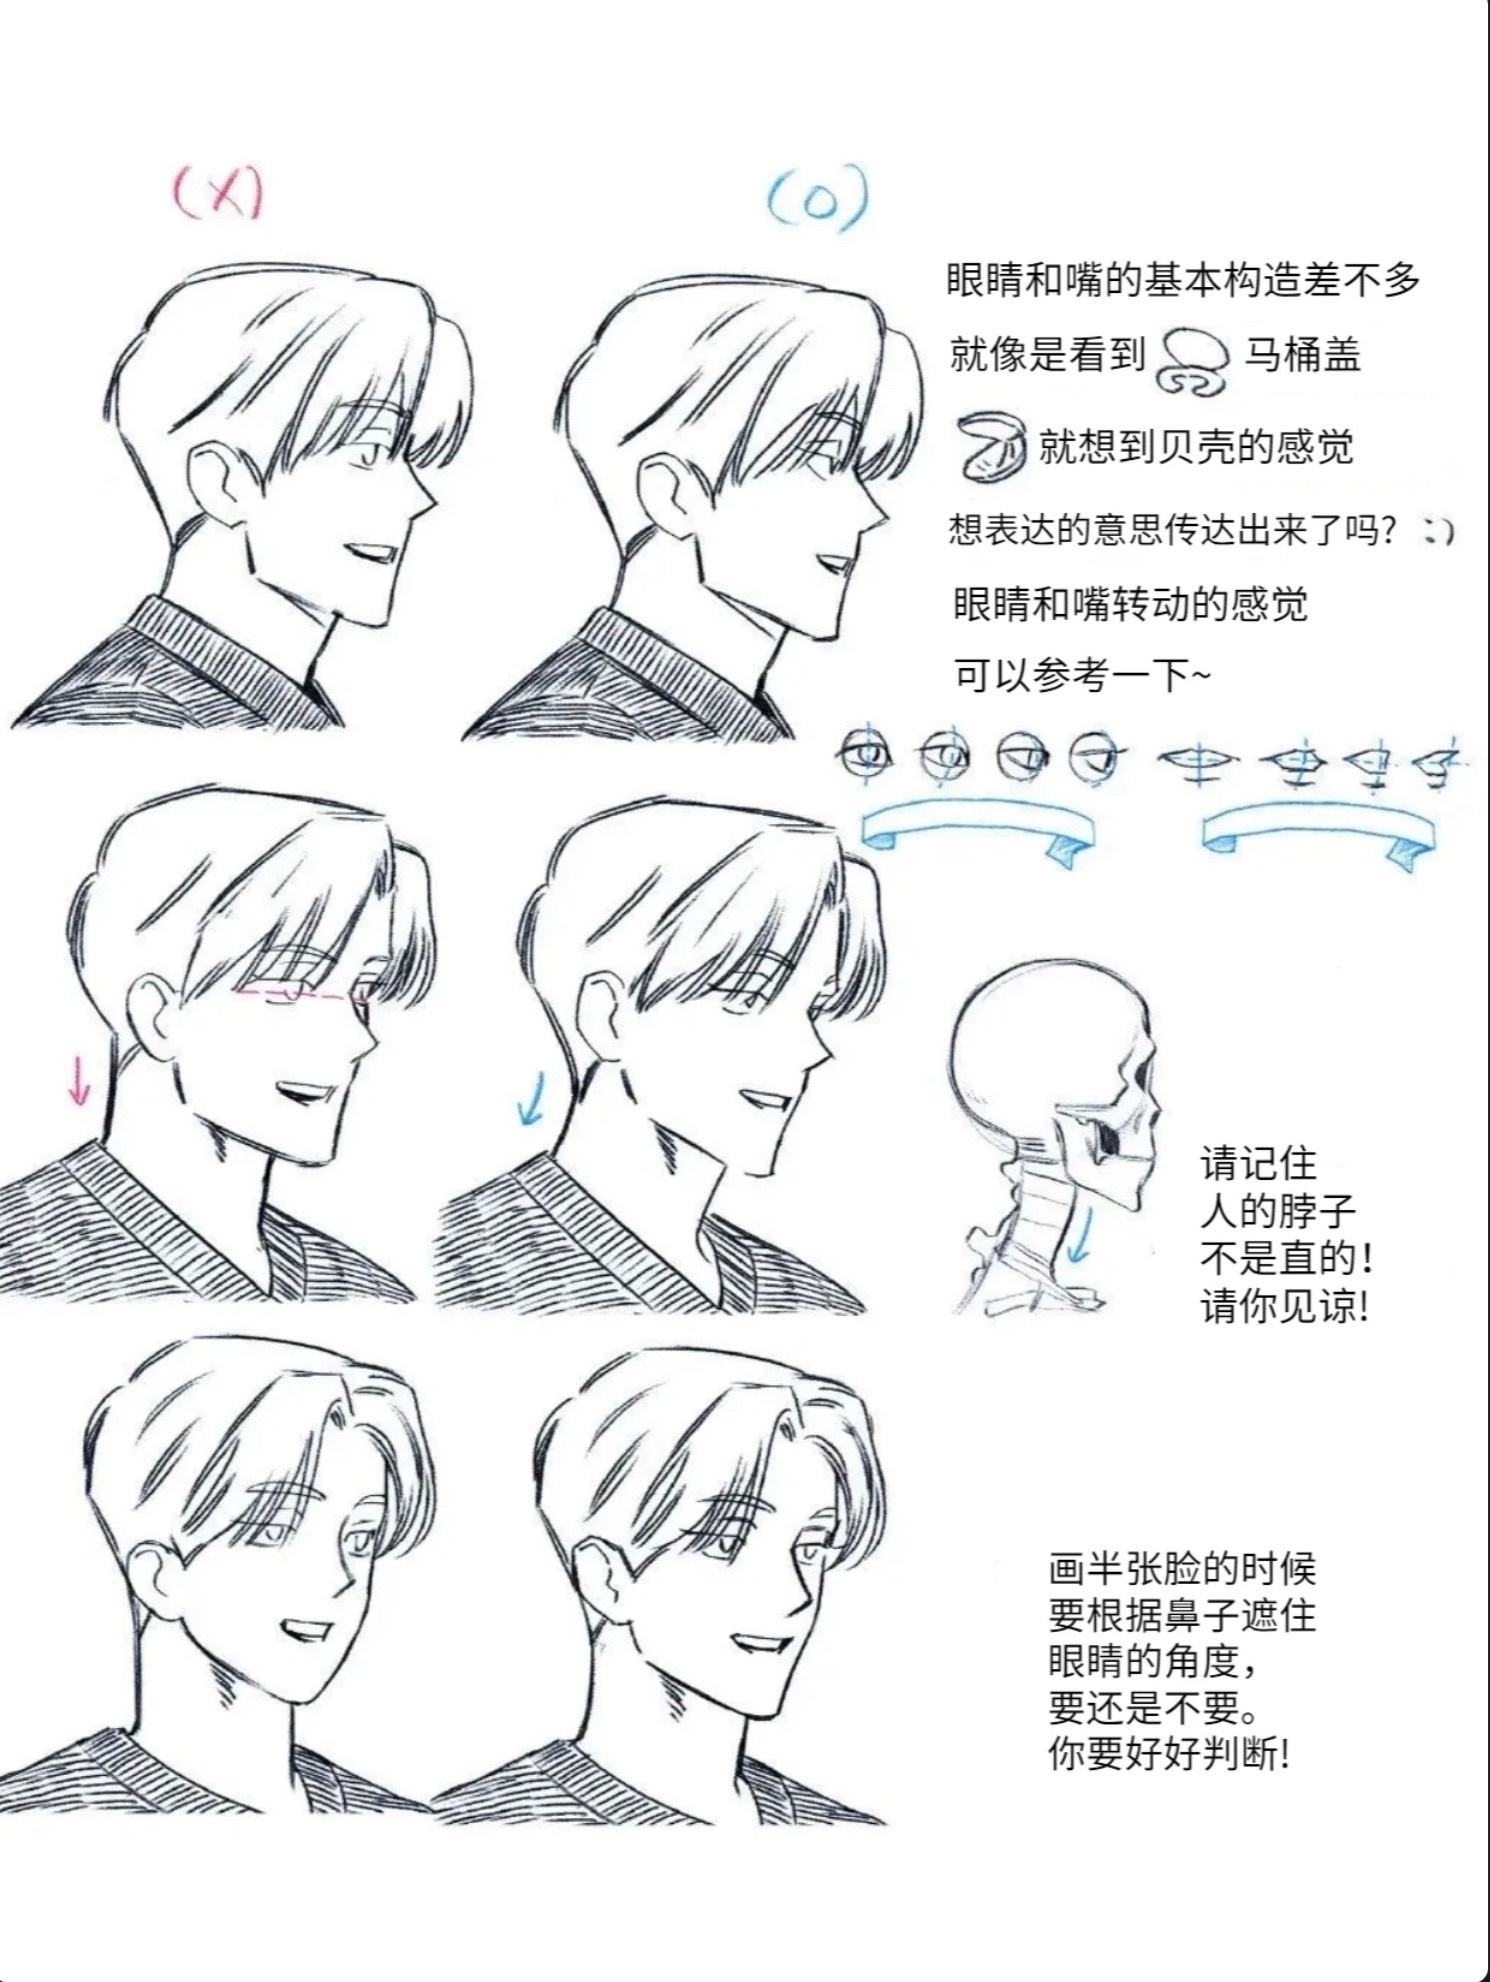 (X)
(O)
眼睛和嘴的基本构造差不多
就像是看到 马桶盖
就想到贝壳的感觉
想表达的意思传达出来了吗? :)
眼睛和嘴转动的感觉
可以参考一下~
请记住
人的脖子
不是直的!
请你见谅!
画半张脸的时候
要根据鼻子遮住
眼睛的角度，
要还是不要。
你要好好判断!